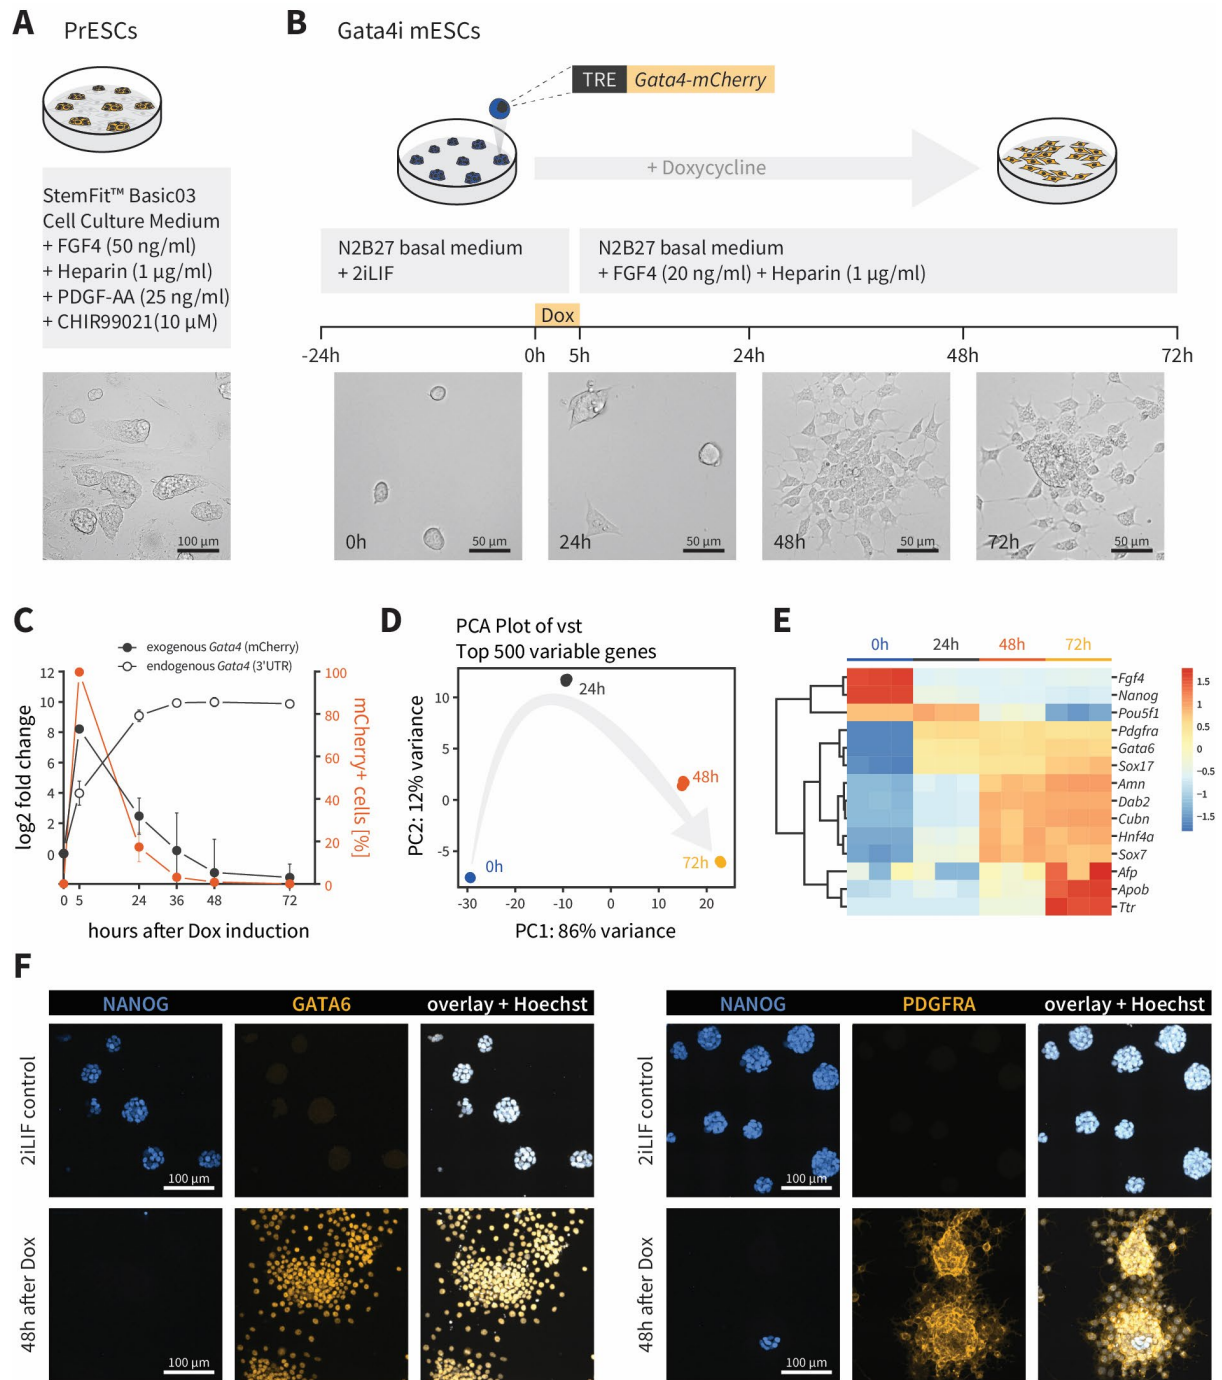 A
PrESCs
StemFit™ Basic03
Cell Culture Medium
+ FGF4 (50 ng/ml)
+ Heparin (1 µg/ml)
+ PDGF-AA (25 ng/ml)
+ CHIR99021(10 µM)
100 µm
B
Gata4i mESCs
TRE Gata4-mCherry
+ Doxycycline
N2B27 basal medium
+ 2iLIF
N2B27 basal medium
+ FGF4 (20 ng/ml) + Heparin (1 µg/ml)
Dox
-24h 0h 5h 24h 48h 72h
0h 50 µm
24h 50 µm
48h 50 µm
72h 50 µm
C
exogenous Gata4 (mCherry)
endogenous Gata4 (3'UTR)
log2 fold change
12
10
8
6
4
2
0
mCherry+ cells [%]
100
80
60
40
20
0
0 5 24 36 48 72
hours after Dox induction
D
PCA Plot of vst
Top 500 variable genes
PC2: 12% variance
10
5
0
-5
24h
48h
72h
0h
-30 -20 -10 0 10 20
PC1: 86% variance
E
0h 24h 48h 72h
Fgf4
Nanog
Pou5f1
Pdgfra
Gata6
Sox17
Amn
Dab2
Cubn
Hnf4a
Sox7
Afp
Apob
Ttr
1.5
1
0.5
0
−0.5
−1
−1.5
F
NANOG GATA6 overlay + Hoechst
2iLIF control
100 µm
48h after Dox
100 µm
NANOG PDGFRA overlay + Hoechst
2iLIF control
100 µm
48h after Dox
100 µm